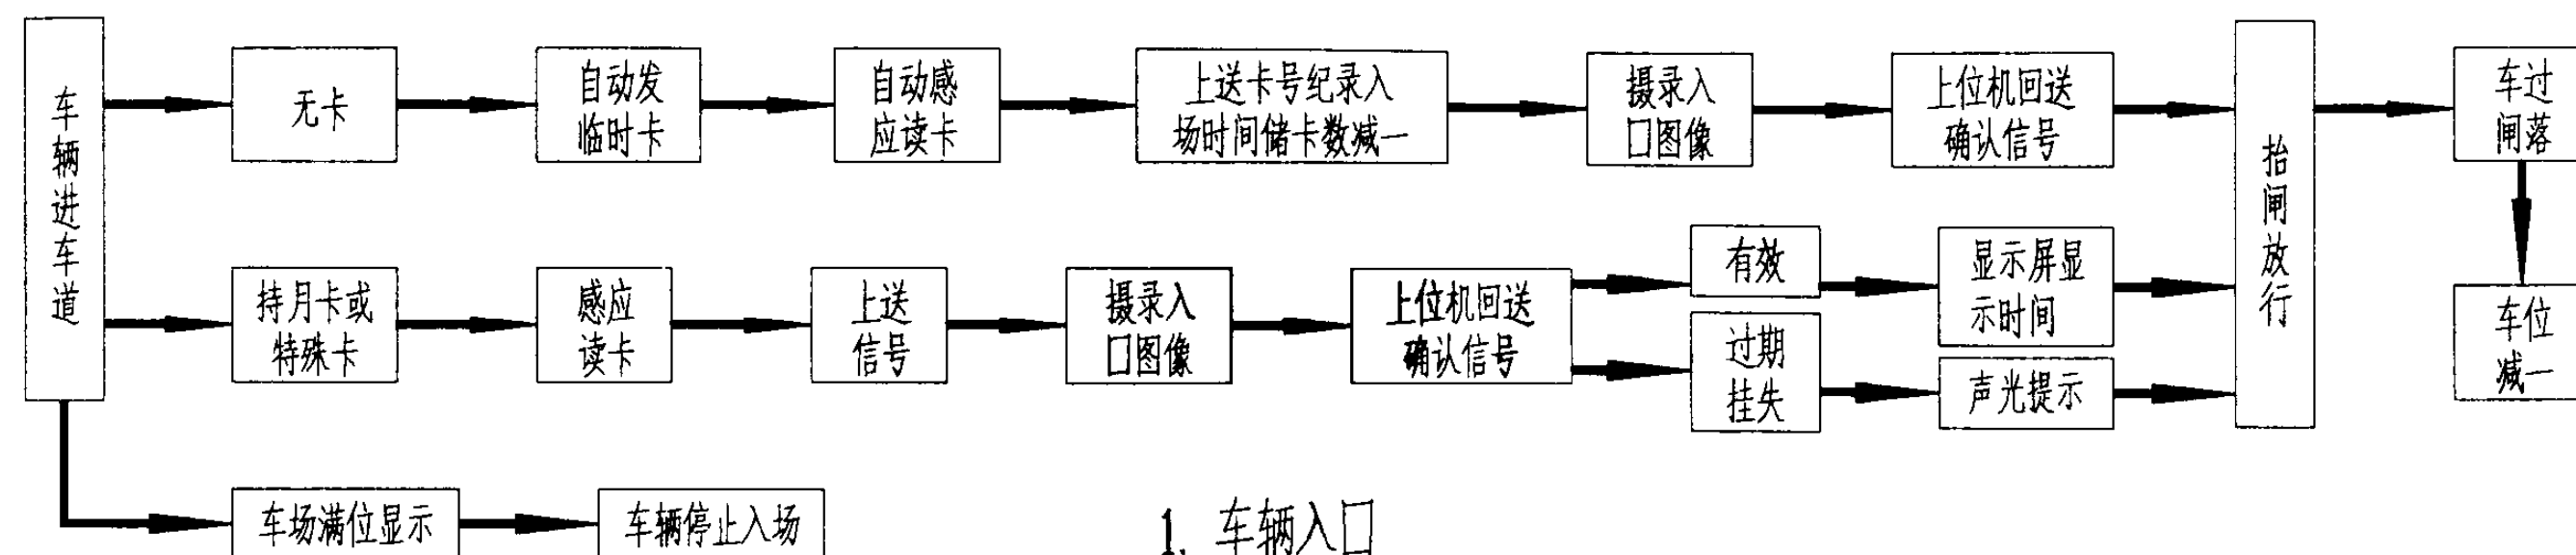 车辆进车道
无卡
自动发
临时卡
自动感
应读卡
上送卡号纪录入
场时间储卡数减一
摄录入
口图像
上位机回送
确认信号
抬闸放行
车过
闸落
车位
减一
持月卡或
特殊卡
感应
读卡
上送
信号
摄录入
口图像
上位机回送
确认信号
有效
显示屏显
示时间
过期
挂失
声光提示
车场满位显示
车辆停止入场
1. 车辆入口